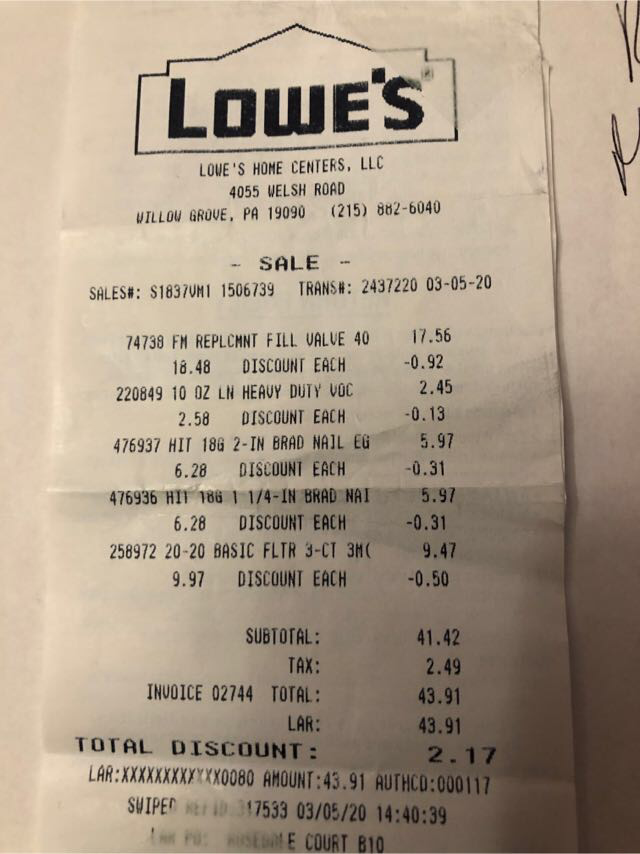 LOWE'S®
LOWE'S HOME CENTERS, LLC
4055 WELSH ROAD
WILLOW GROVE, PA 19090 (215) 882-6040
- SALE -
SALES#: S1837VM1 1506739 TRANS#: 2437220 03-05-20
74738 FM REPLCMNT FILL VALVE 40 17.56
18.48 DISCOUNT EACH -0.92
220849 10 OZ LN HEAVY DUTY VOC 2.45
2.58 DISCOUNT EACH -0.13
476937 HIT 18G 2-IN BRAD NAIL EG 5.97
6.28 DISCOUNT EACH -0.31
476936 HIT 18G 1 1/4-IN BRAD NAI 5.97
6.28 DISCOUNT EACH -0.31
258972 20-20 BASIC FLTR 3-CT 3M( 9.47
9.97 DISCOUNT EACH -0.50
SUBTOTAL: 41.42
TAX: 2.49
INVOICE 02744 TOTAL: 43.91
LAR: 43.91
TOTAL DISCOUNT: 2.17
LAR:XXXXXXXXXXXX0080 AMOUNT:43.91 AUTHCD:000117
SWIPED REFID:317533 03/05/20 14:40:39
LAR PO: ROSEDALE COURT B10